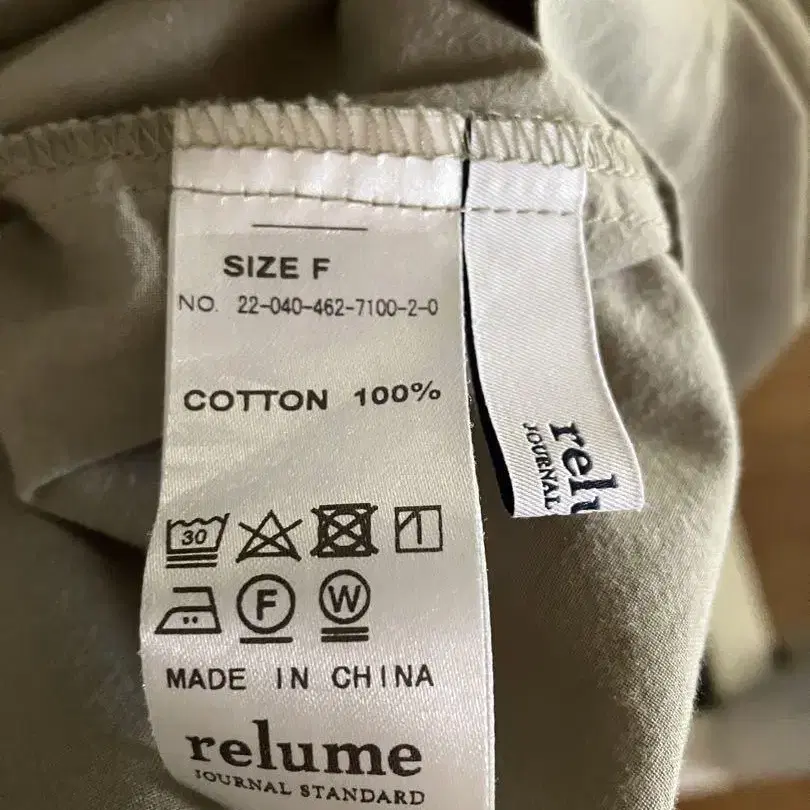 SIZE F
NO. 22-040-462-7100-2-0
COTTON 100%
30
F W
MADE IN CHINA
relume
JOURNAL STANDARD
relu
JOURNAL